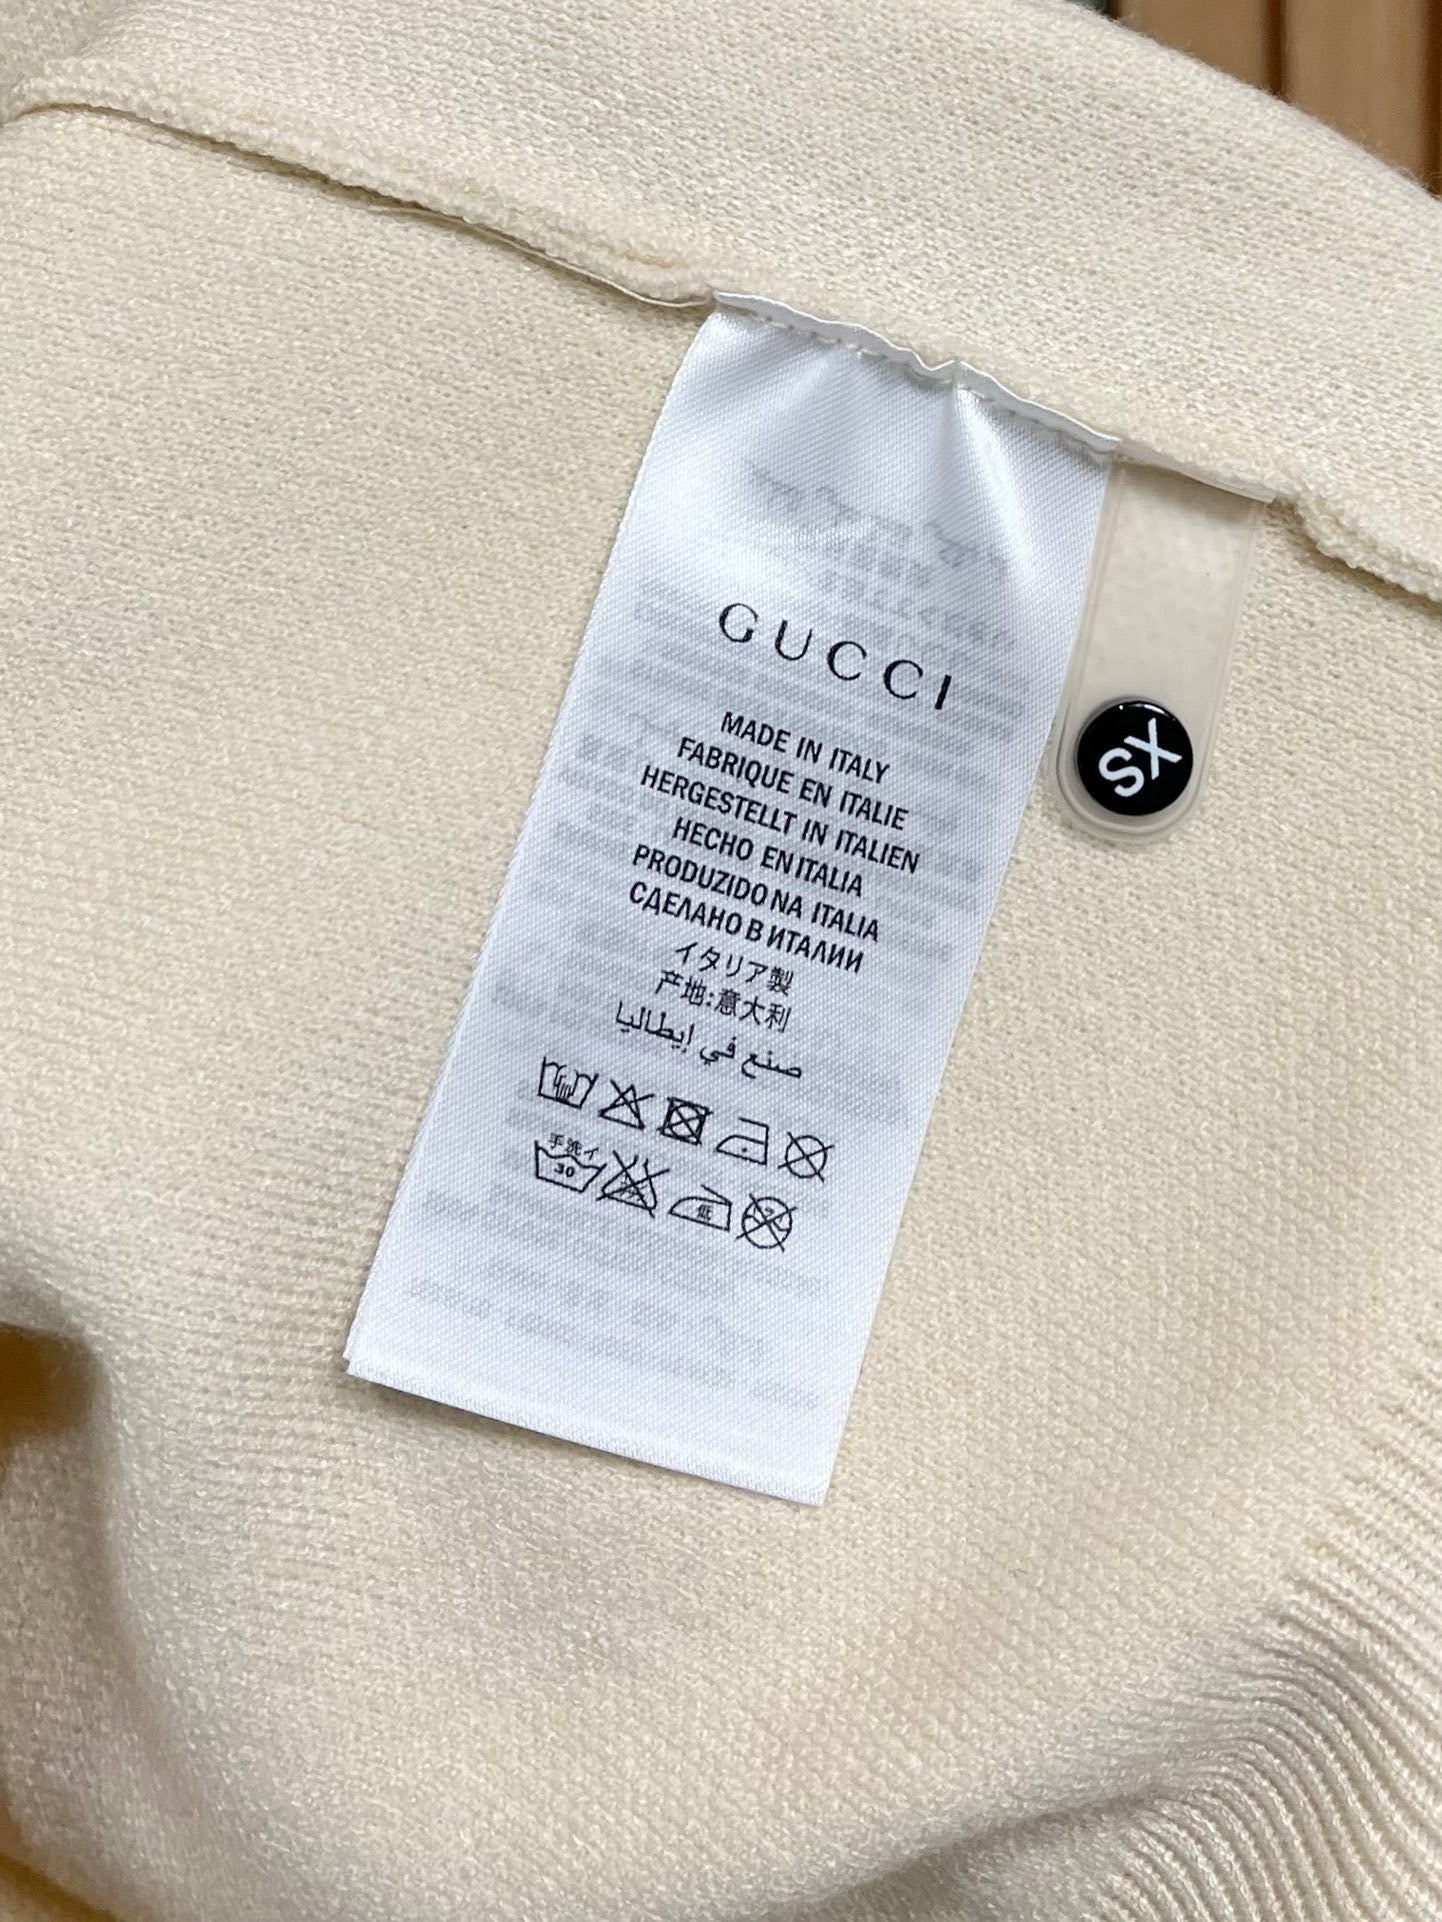 GUCCI
MADE IN ITALY
FABRIQUE EN ITALIE
HERGESTELLT IN ITALIEN
HECHO EN ITALIA
PRODUZIDO NA ITALIA
СДЕЛАНО В ИТАЛИИ
イタリア製
产地:意大利
صنع في إيطاليا
手洗イ
30
低
XS